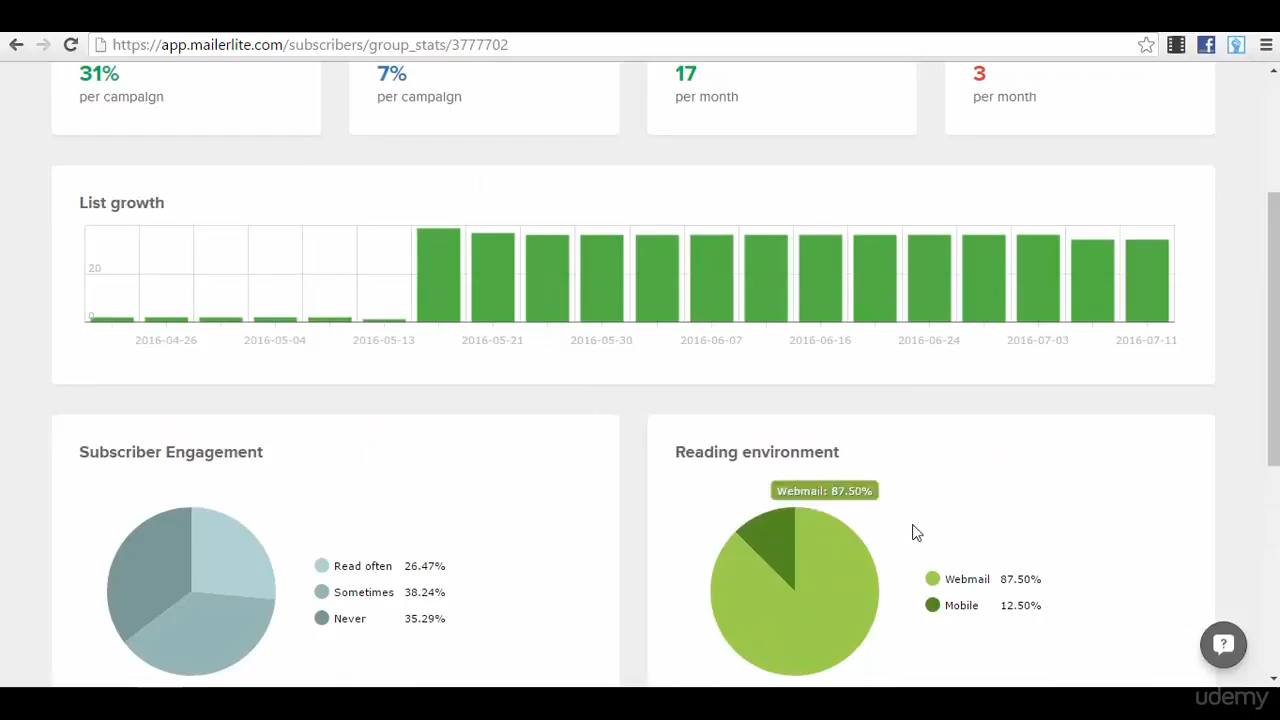 https://app.mailerlite.com/subscribers/group_stats/3777702
31%
per campaign
7%
per campaign
17
per month
3
per month
List growth
20
0
2016-04-26 2016-05-04 2016-05-13 2016-05-21 2016-05-30 2016-06-07 2016-06-16 2016-06-24 2016-07-03 2016-07-11
Subscriber Engagement
Read often 26.47%
Sometimes 38.24%
Never 35.29%
Reading environment
Webmail: 87.50%
Webmail 87.50%
Mobile 12.50%
?
udemy